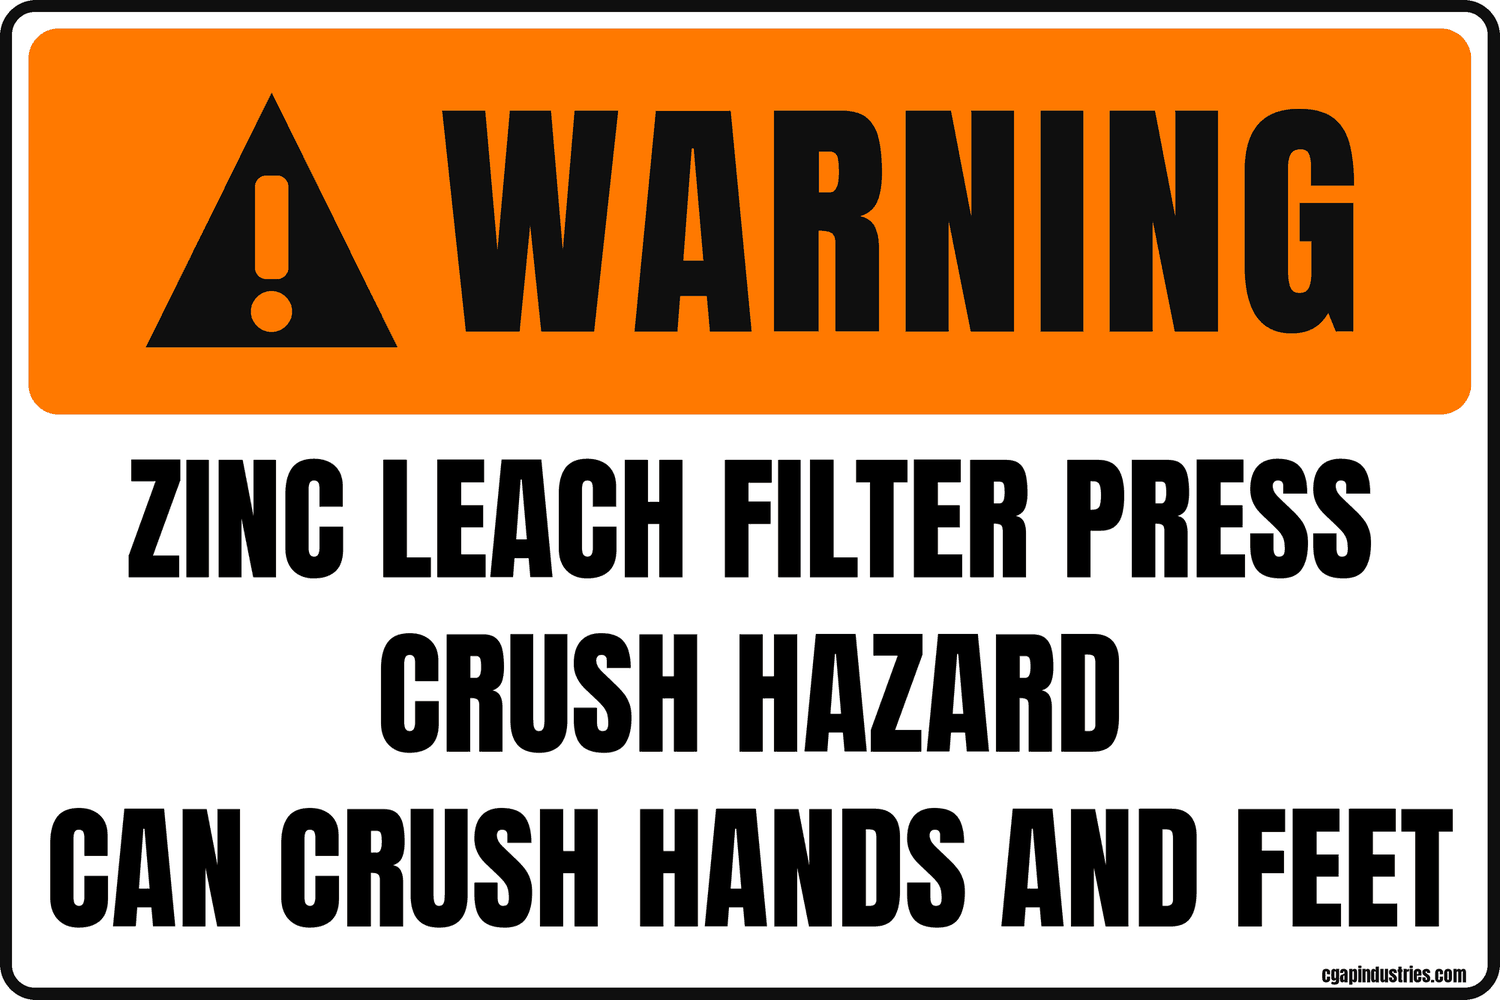 WARNING
ZINC LEACH FILTER PRESS
CRUSH HAZARD
CAN CRUSH HANDS AND FEET
cgapindustries.com